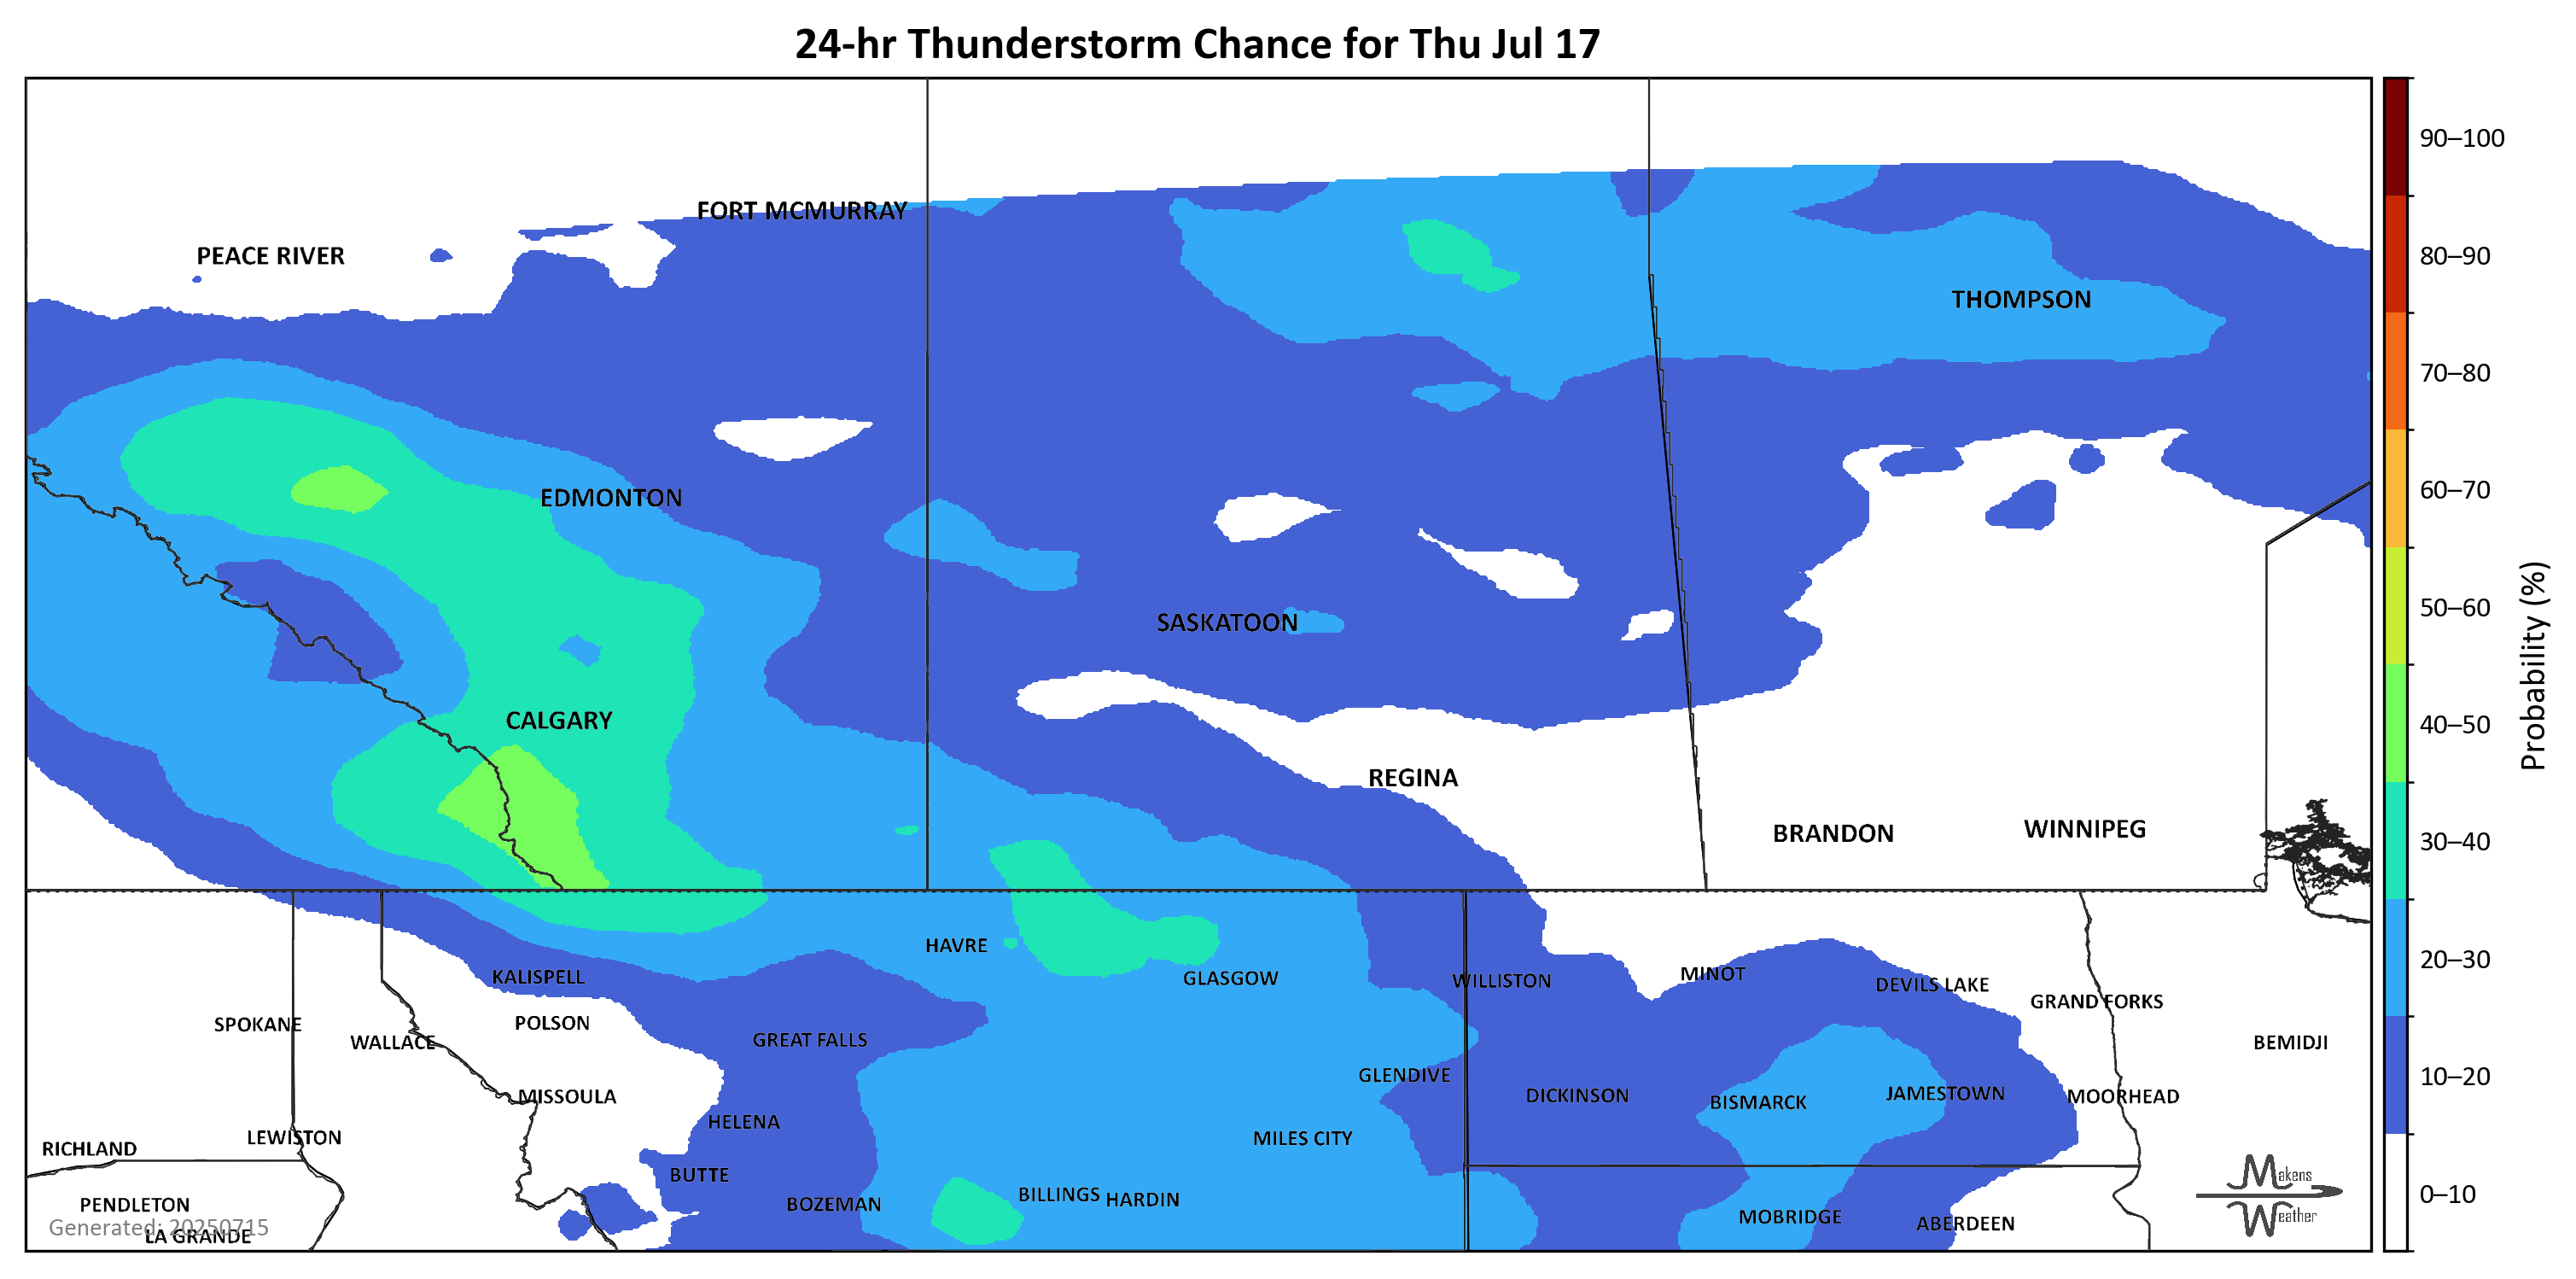 24-hr Thunderstorm Chance for Thu Jul 17
90–100
FORT MCMURRAY
PEACE RIVER
80–90
THOMPSON
70–80
EDMONTON
60–70
50–60
SASKATOON
Probability (%)
CALGARY
40–50
REGINA
WINNIPEG
BRANDON
30–40
HAVRE
20–30
KALISPELL
GLASGOW
WILLISTON
MINOT
DEVILS LAKE
GRAND FORKS
SPOKANE
POLSON
WALLACE
GREAT FALLS
BEMIDJI
GLENDIVE
10–20
MISSOULA
DICKINSON
BISMARCK
JAMESTOWN
MOORHEAD
HELENA
LEWISTON
MILES CITY
RICHLAND
BUTTE
Makens
Weather
PENDLETON
BOZEMAN
BILLINGS
HARDIN
0–10
MOBRIDGE
ABERDEEN
Generated: 20250715
LA GRANDE